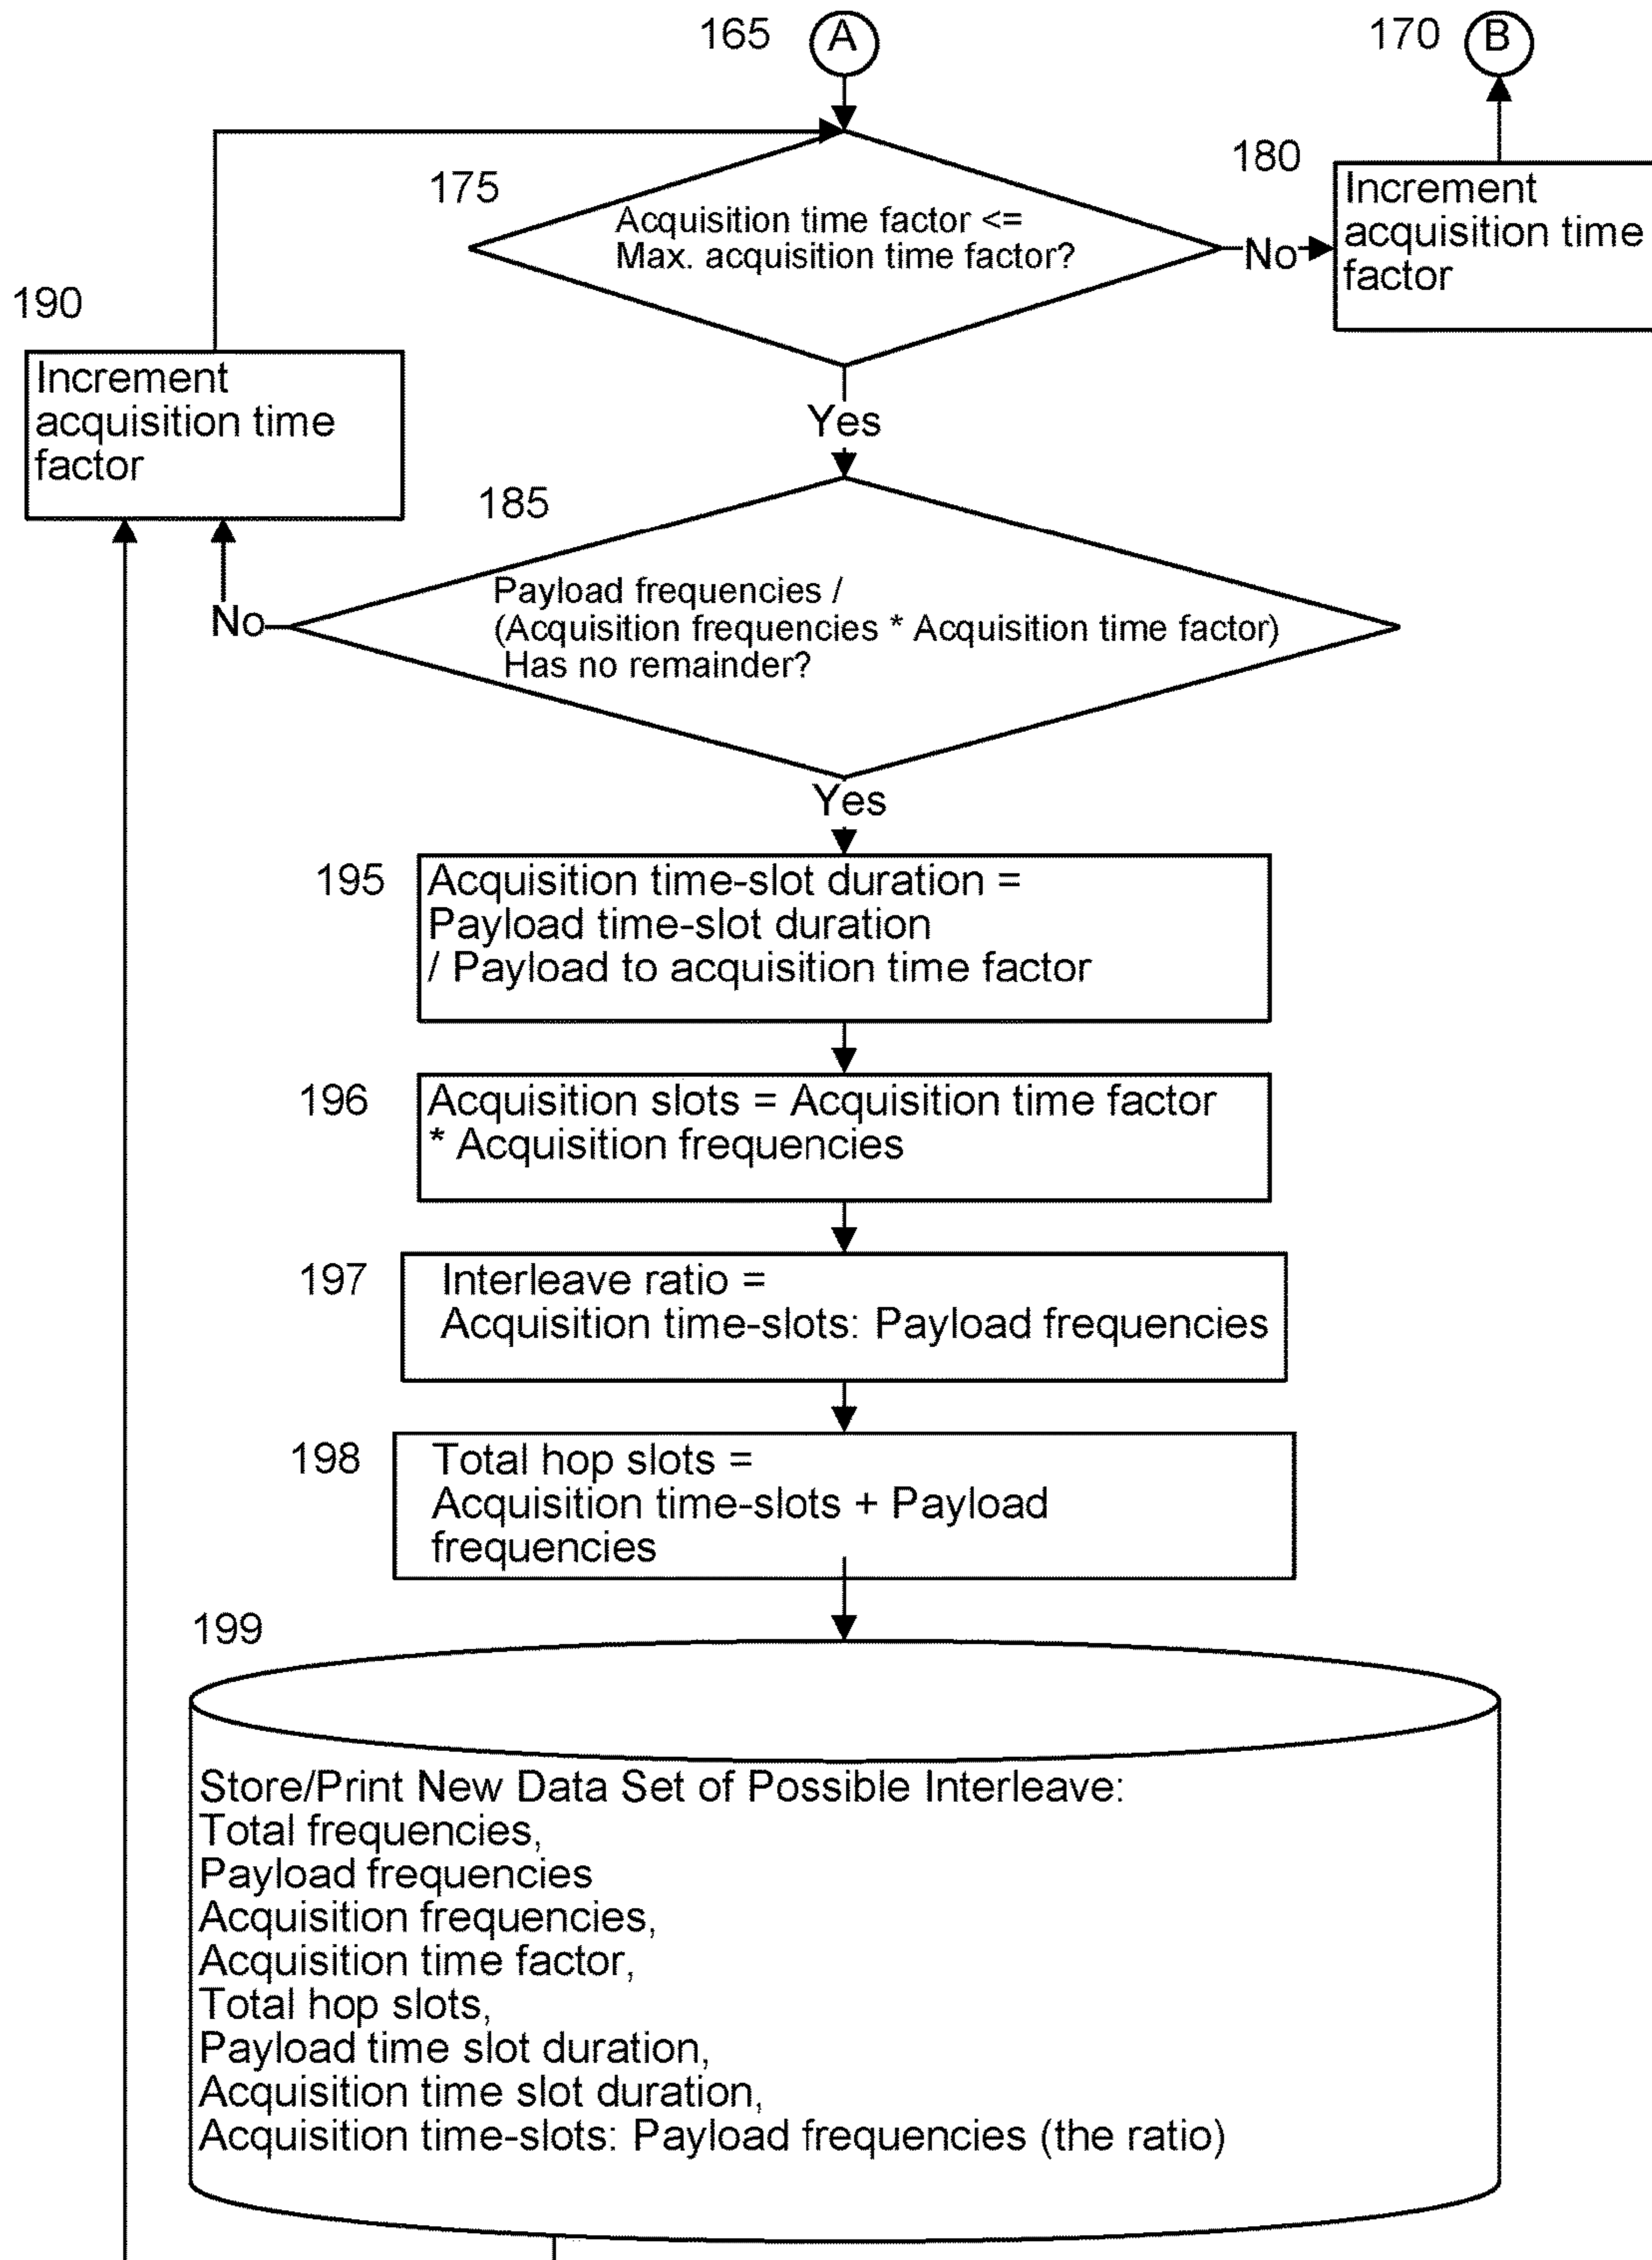 165
A
170
B
175
Acquisition time factor <=
Max. acquisition time factor?
No
180
Increment
acquisition time
factor
190
Increment
acquisition time
factor
Yes
185
Payload frequencies /
(Acquisition frequencies * Acquisition time factor)
Has no remainder?
No
Yes
195
Acquisition time-slot duration =
Payload time-slot duration
/ Payload to acquisition time factor
196
Acquisition slots = Acquisition time factor
* Acquisition frequencies
197
Interleave ratio =
Acquisition time-slots: Payload frequencies
198
Total hop slots =
Acquisition time-slots + Payload
frequencies
199
Store/Print New Data Set of Possible Interleave:
Total frequencies,
Payload frequencies
Acquisition frequencies,
Acquisition time factor,
Total hop slots,
Payload time slot duration,
Acquisition time slot duration,
Acquisition time-slots: Payload frequencies (the ratio)